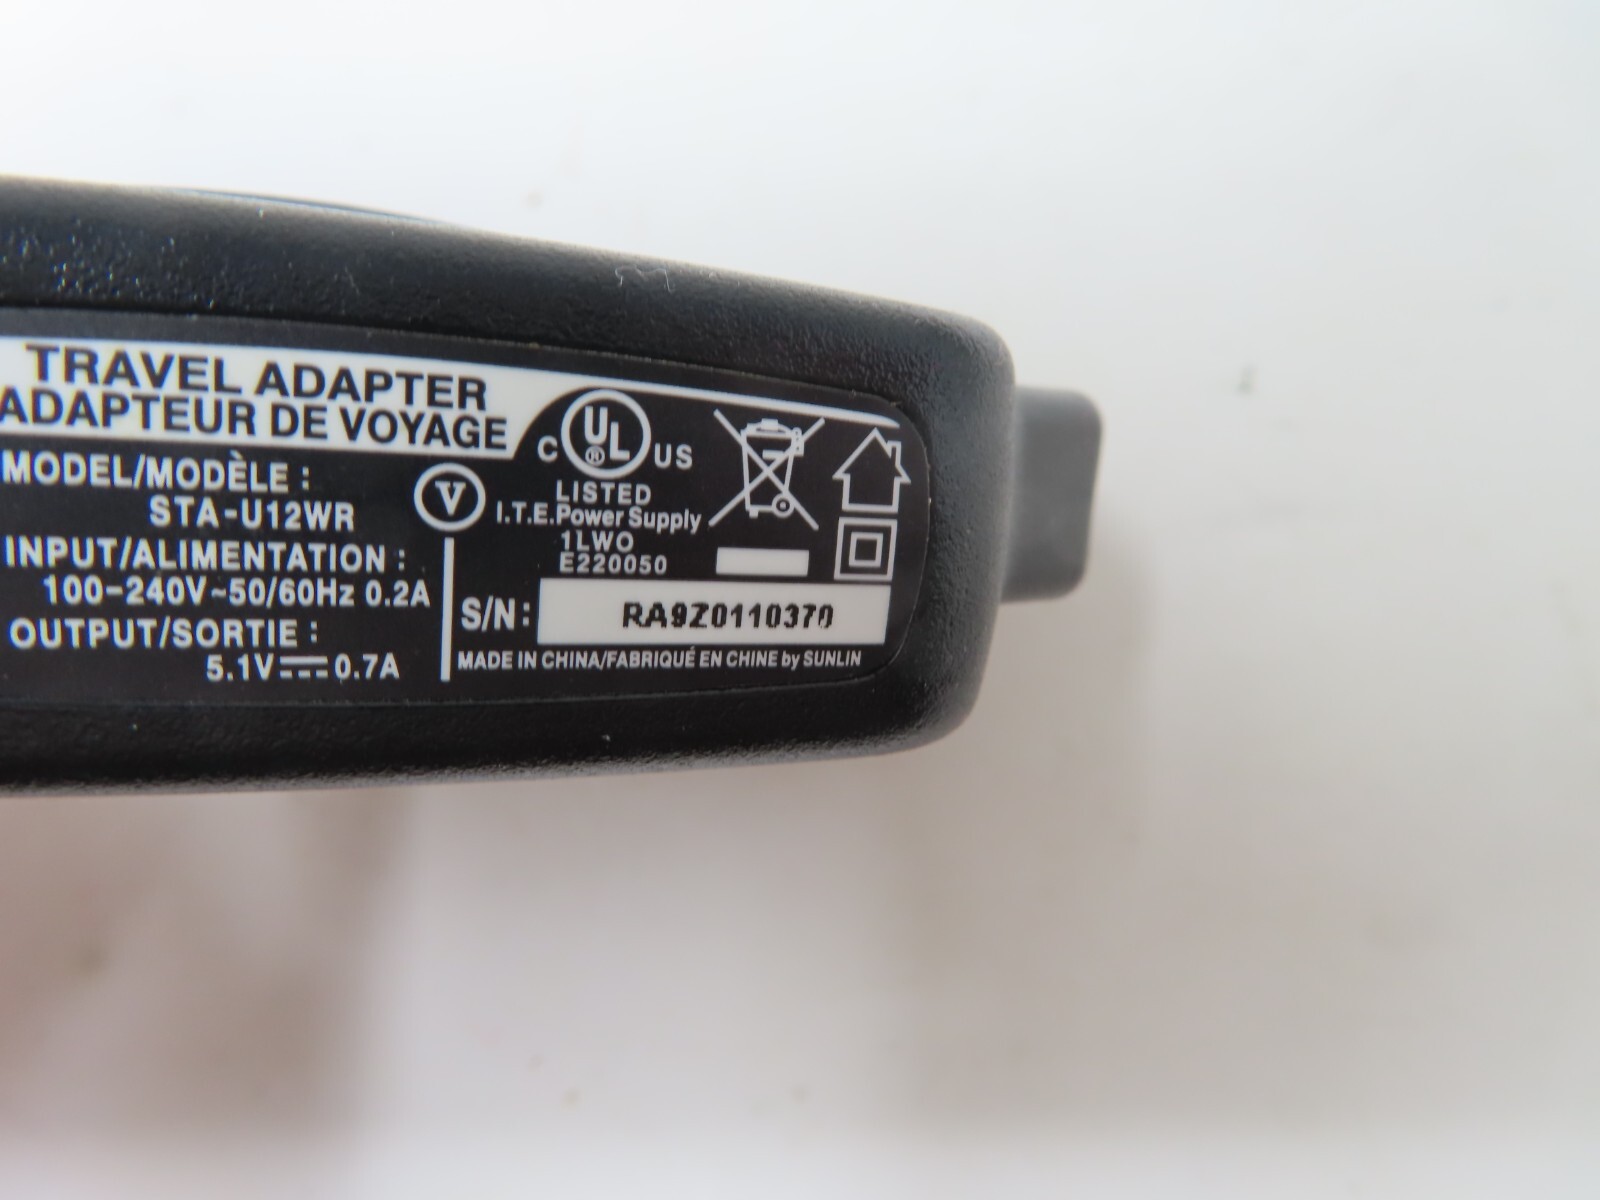 TRAVEL ADAPTER
ADAPTEUR DE VOYAGE
MODEL/MODÈLE :
STA-U12WR
INPUT/ALIMENTATION :
100-240V~50/60Hz 0.2A
OUTPUT/SORTIE :
5.1V⎓0.7A
V
C UL ® US
LISTED
I.T.E. Power Supply
1LWO
E220050
S/N: RA9Z0110370
MADE IN CHINA/FABRIQUÉ EN CHINE by SUNLIN